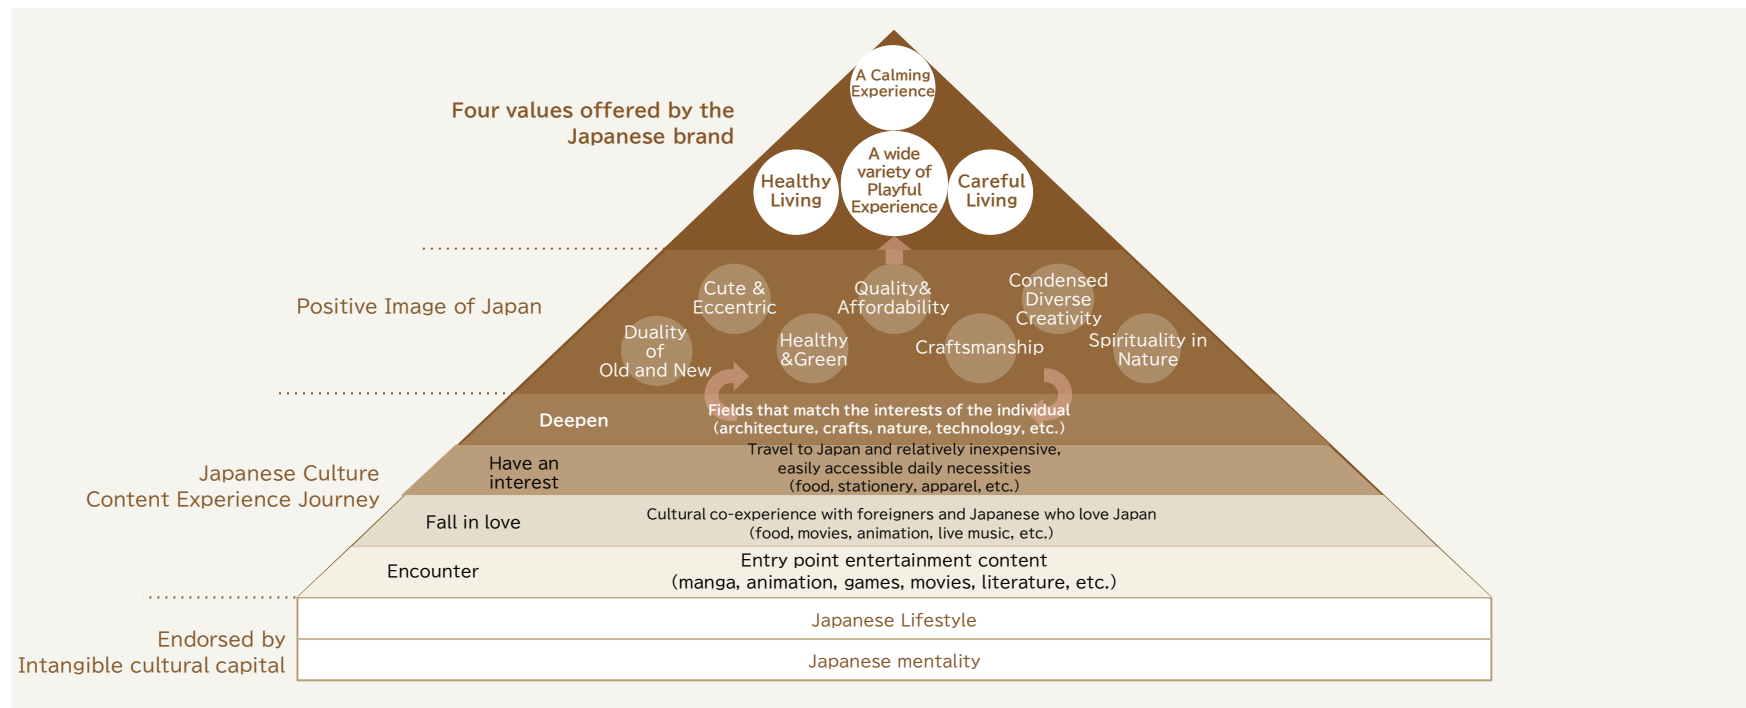 Four values offered by the
Japanese brand
A Calming
Experience
Healthy
Living
A wide
variety of
Playful
Experience
Careful
Living
Positive Image of Japan
Duality
of
Old and New
Cute &
Eccentric
Healthy
&Green
Quality&
Affordability
Craftsmanship
Condensed
Diverse
Creativity
Spirituality in
Nature
Japanese Culture
Content Experience Journey
Deepen
Fields that match the interests of the individual
(architecture, crafts, nature, technology, etc.)
Have an
interest
Travel to Japan and relatively inexpensive,
easily accessible daily necessities
(food, stationery, apparel, etc.)
Fall in love
Cultural co-experience with foreigners and Japanese who love Japan
(food, movies, animation, live music, etc.)
Encounter
Entry point entertainment content
(manga, animation, games, movies, literature, etc.)
Endorsed by
Intangible cultural capital
Japanese Lifestyle
Japanese mentality